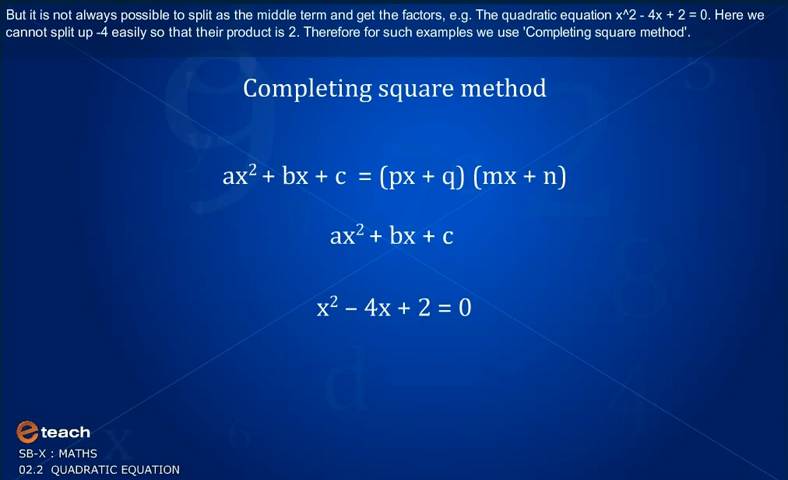 But it is not always possible to split as the middle term and get the factors, e.g. The quadratic equation x^2 - 4x + 2 = 0. Here we
cannot split up -4 easily so that their product is 2. Therefore for such examples we use 'Completing square method'.
Completing square method
ax² + bx + c = (px + q) (mx + n)
ax² + bx + c
x² – 4x + 2 = 0
e teach
SB-X : MATHS
02.2 QUADRATIC EQUATION